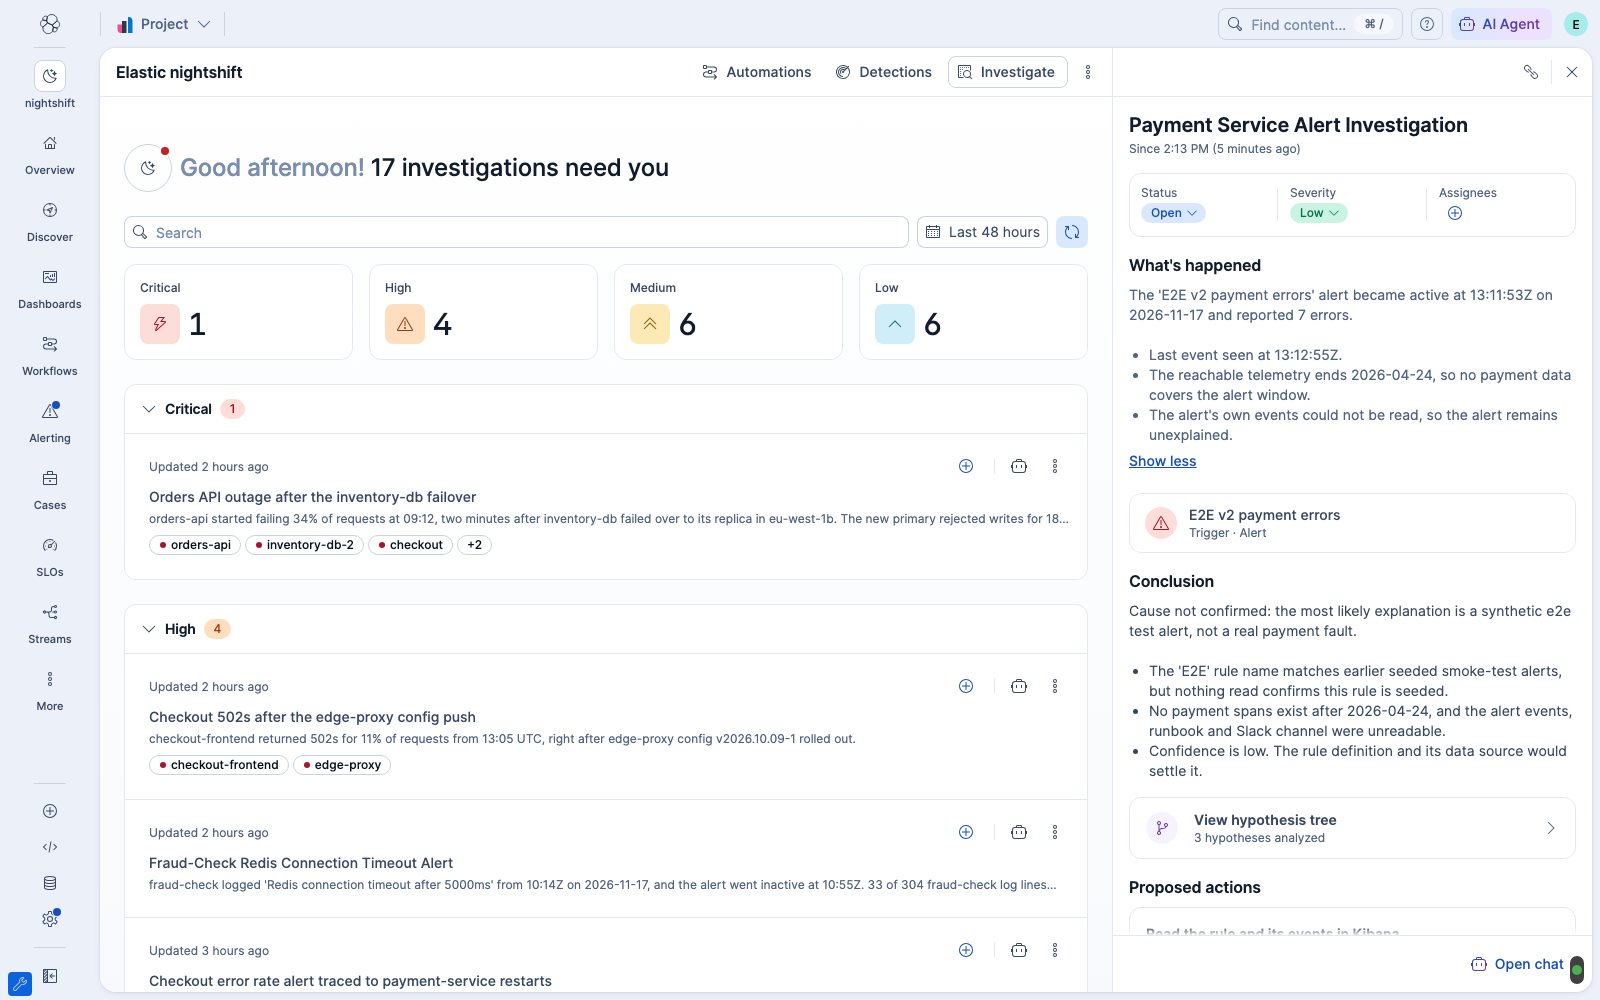 Project
Find content...
⌘ /
AI Agent
E
nightshift
Overview
Discover
Dashboards
Workflows
Alerting
Cases
SLOs
Streams
More
Elastic nightshift
Automations
Detections
Investigate
Good afternoon! 17 investigations need you
Search
Last 48 hours
Critical
1
High
4
Medium
6
Low
6
Critical 1
Updated 2 hours ago
Orders API outage after the inventory-db failover
orders-api started failing 34% of requests at 09:12, two minutes after inventory-db failed over to its replica in eu-west-1b. The new primary rejected writes for 18...
orders-api
inventory-db-2
checkout
+2
High 4
Updated 2 hours ago
Checkout 502s after the edge-proxy config push
checkout-frontend returned 502s for 11% of requests from 13:05 UTC, right after edge-proxy config v2026.10.09-1 rolled out.
checkout-frontend
edge-proxy
Updated 2 hours ago
Fraud-Check Redis Connection Timeout Alert
fraud-check logged 'Redis connection timeout after 5000ms' from 10:14Z on 2026-11-17, and the alert went inactive at 10:55Z. 33 of 304 fraud-check log lines...
Updated 3 hours ago
Checkout error rate alert traced to payment-service restarts
Payment Service Alert Investigation
Since 2:13 PM (5 minutes ago)
Status
Open
Severity
Low
Assignees
What's happened
The 'E2E v2 payment errors' alert became active at 13:11:53Z on
2026-11-17 and reported 7 errors.
Last event seen at 13:12:55Z.
The reachable telemetry ends 2026-04-24, so no payment data
covers the alert window.
The alert's own events could not be read, so the alert remains
unexplained.
Show less
E2E v2 payment errors
Trigger · Alert
Conclusion
Cause not confirmed: the most likely explanation is a synthetic e2e
test alert, not a real payment fault.
The 'E2E' rule name matches earlier seeded smoke-test alerts,
but nothing read confirms this rule is seeded.
No payment spans exist after 2026-04-24, and the alert events,
runbook and Slack channel were unreadable.
Confidence is low. The rule definition and its data source would
settle it.
View hypothesis tree
3 hypotheses analyzed
Proposed actions
Read the rule and its events in Kibana
Open chat